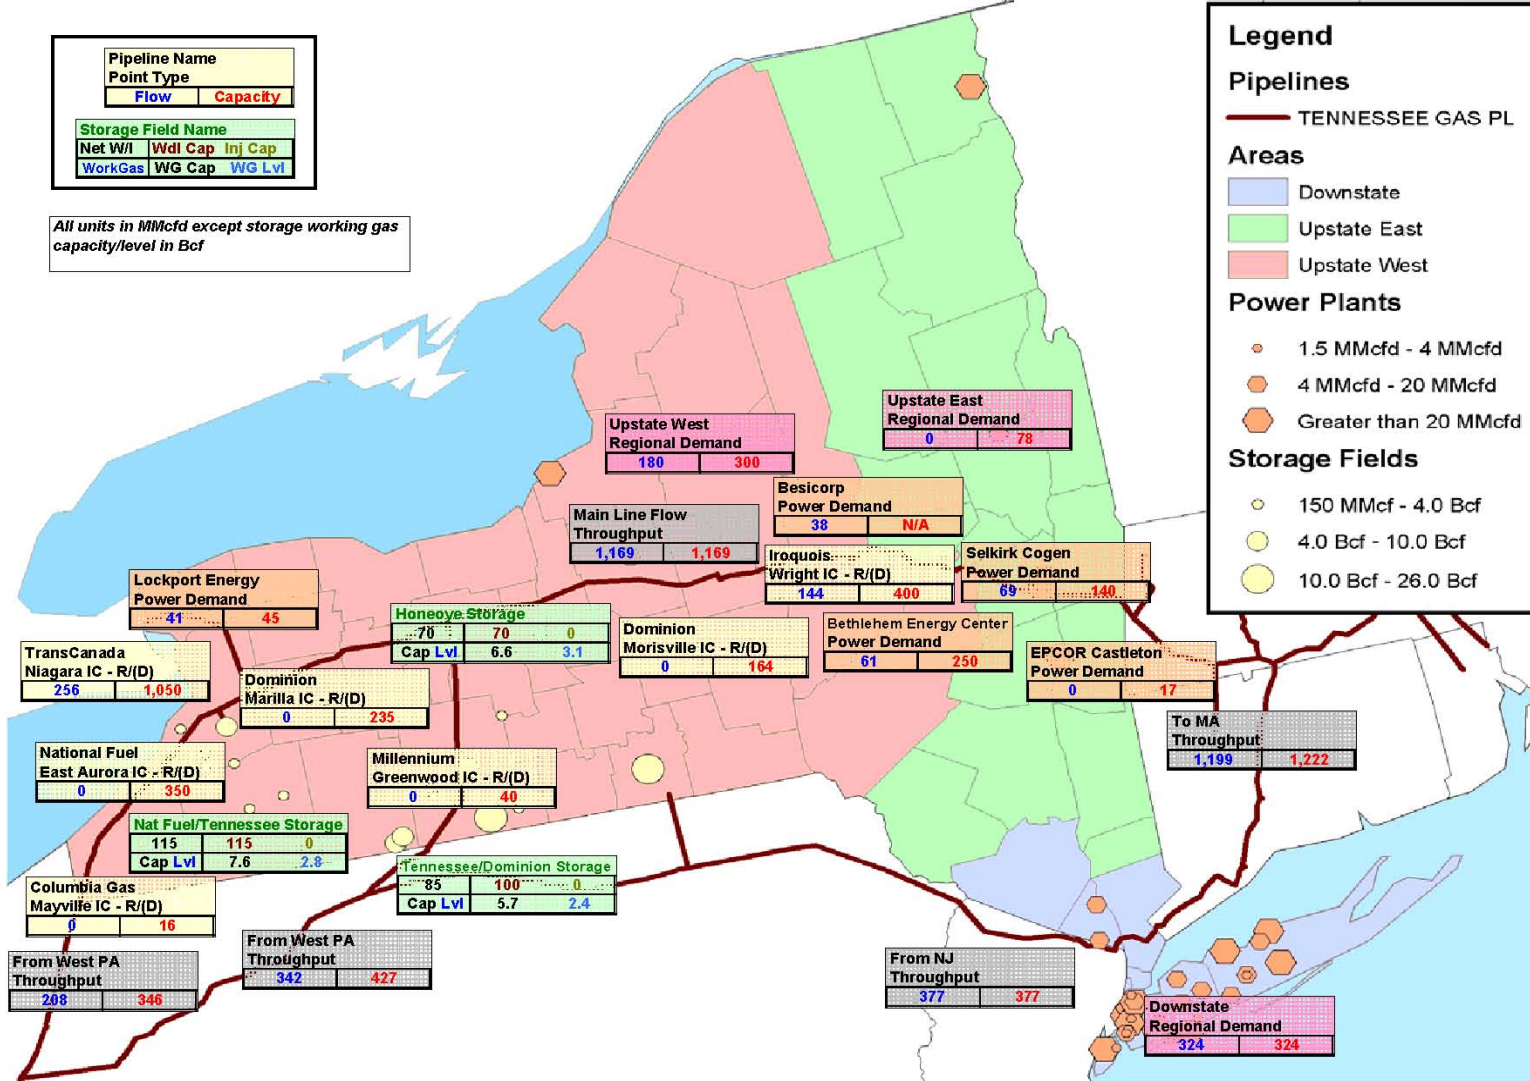 Pipeline Name
Point Type
Flow Capacity
Storage Field Name
Net W/I Wdl Cap Inj Cap
WorkGas WG Cap WG Lvl
All units in MMcfd except storage working gas
capacity/level in Bcf
Legend
Pipelines
TENNESSEE GAS PL
Areas
Downstate
Upstate East
Upstate West
Power Plants
1.5 MMcfd - 4 MMcfd
4 MMcfd - 20 MMcfd
Greater than 20 MMcfd
Storage Fields
150 MMcf - 4.0 Bcf
4.0 Bcf - 10.0 Bcf
10.0 Bcf - 26.0 Bcf
Upstate East
Regional Demand
0 78
Upstate West
Regional Demand
180 300
Besicorp
Power Demand
38 N/A
Main Line Flow
Throughput
1,169 1,169
Iroquois
Wright IC - R/(D)
144 400
Selkirk Cogen
Power Demand
69 140
Lockport Energy
Power Demand
41 45
Honeoye Storage
70 70 0
Cap Lvl 6.6 3.1
Dominion
Morisville IC - R/(D)
0 164
Bethlehem Energy Center
Power Demand
61 250
EPCOR Castleton
Power Demand
0 17
TransCanada
Niagara IC - R/(D)
256 1,050
Dominion
Marilla IC - R/(D)
0 235
To MA
Throughput
1,199 1,222
National Fuel
East Aurora IC - R/(D)
0 350
Millennium
Greenwood IC - R/(D)
0 40
Nat Fuel/Tennessee Storage
115 115 0
Cap Lvl 7.6 2.8
Tennessee/Dominion Storage
85 100 0
Cap Lvl 5.7 2.4
Columbia Gas
Mayville IC - R/(D)
0 16
From West PA
Throughput
342 427
From West PA
Throughput
208 346
From NJ
Throughput
377 377
Downstate
Regional Demand
324 324